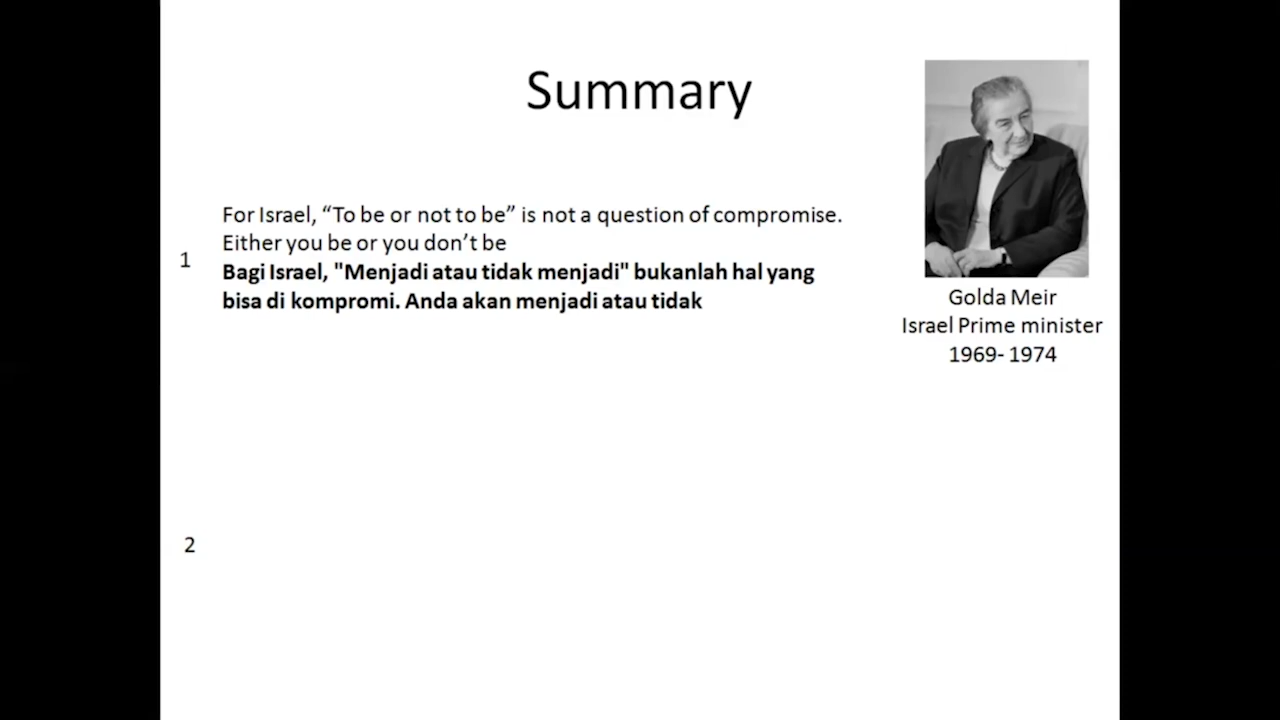 Summary
For Israel, “To be or not to be” is not a question of compromise.
Either you be or you don’t be
1
Bagi Israel, "Menjadi atau tidak menjadi" bukanlah hal yang
bisa di kompromi. Anda akan menjadi atau tidak
Golda Meir
Israel Prime minister
1969- 1974
2